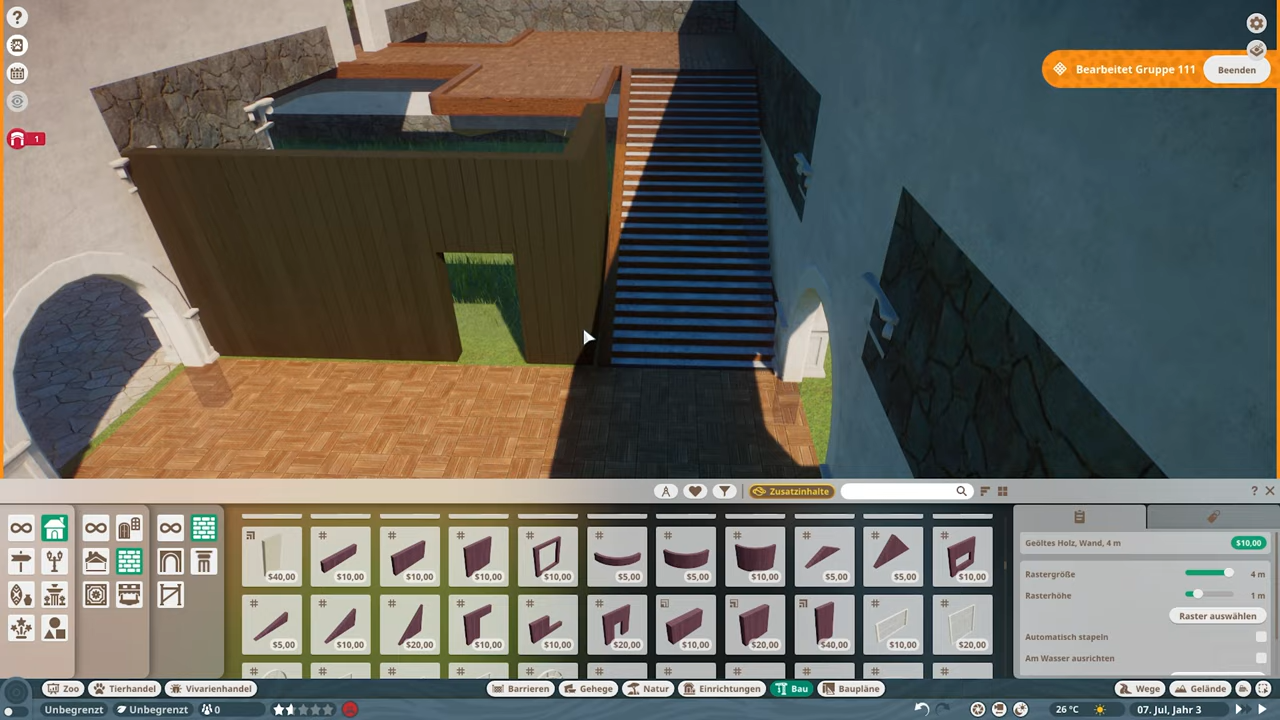 ?
Bearbeitet Gruppe 111
Beenden
1
Zusatzinhalte
?
$40,00
$10,00
$10,00
$10,00
$10,00
$5,00
$5,00
$10,00
$5,00
$5,00
$10,00
$5,00
$10,00
$20,00
$10,00
$10,00
$20,00
$10,00
$20,00
$40,00
$10,00
$20,00
Geöltes Holz, Wand, 4 m
$10,00
Rastergröße
4 m
Rasterhöhe
1 m
Raster auswählen
Automatisch stapeln
Am Wasser ausrichten
Zoo
Tierhandel
Vivarienhandel
Barrieren
Gehege
Natur
Einrichtungen
Bau
Baupläne
Wege
Gelände
Unbegrenzt
Unbegrenzt
0
26 °C
07. Jul, Jahr 3